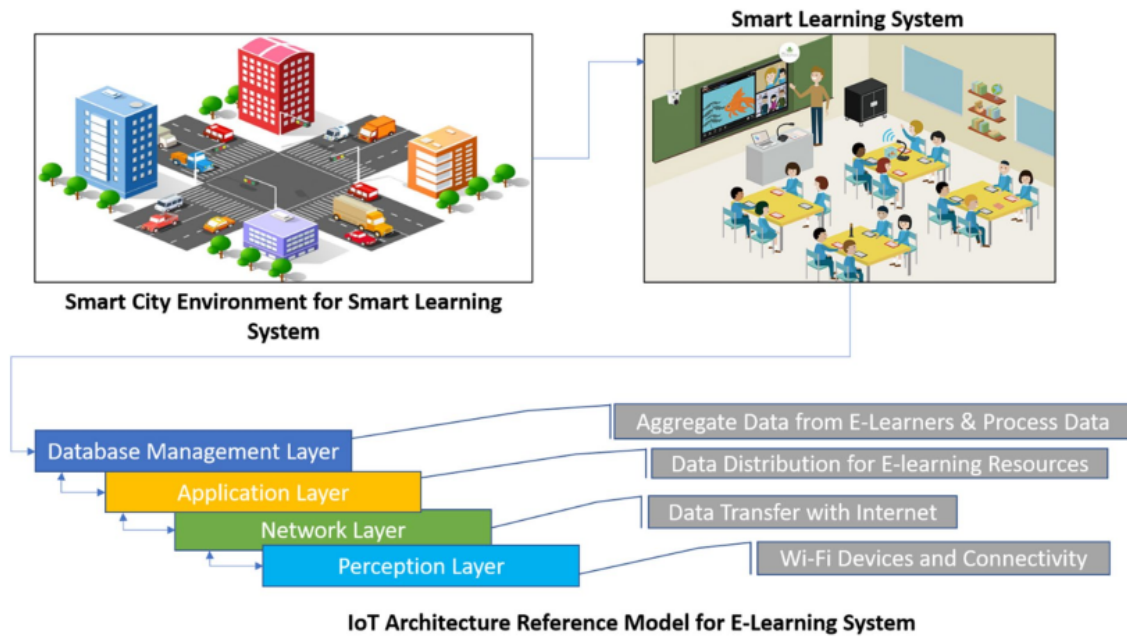 Smart Learning System
Smart City Environment for Smart Learning
System
Database Management Layer
Aggregate Data from E-Learners & Process Data
Application Layer
Data Distribution for E-learning Resources
Network Layer
Data Transfer with Internet
Perception Layer
Wi-Fi Devices and Connectivity
IoT Architecture Reference Model for E-Learning System